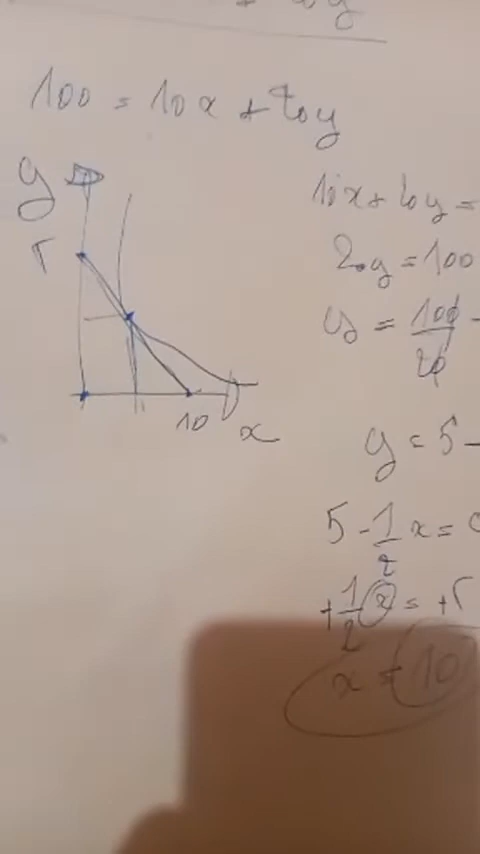 100 = 10x + 20y
y
5
10
x
10x + 20y =
20y = 100
y = 100/20 -
y = 5 -
5 - 1/2 x = 0
+ 1/2 x = +5
x = 10